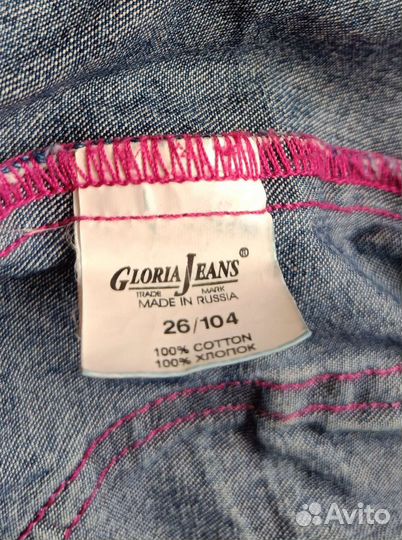 GLORIA JEANS®
TRADE MARK
MADE IN RUSSIA
26/104
100% COTTON
100% ХЛОПОК
Avito